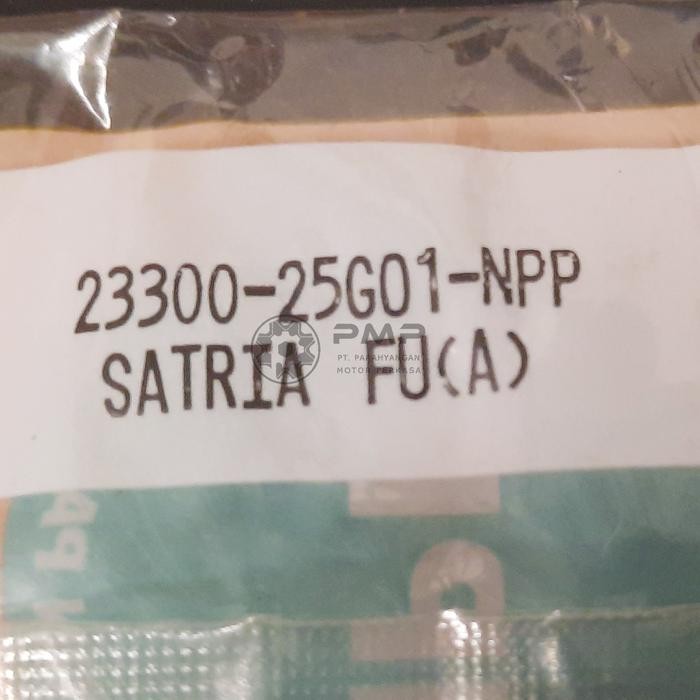 23300-25G01-NPP
SATRIA FU(A)
PMP
PT. PARAHYANGAN
MOTOR PERKASA